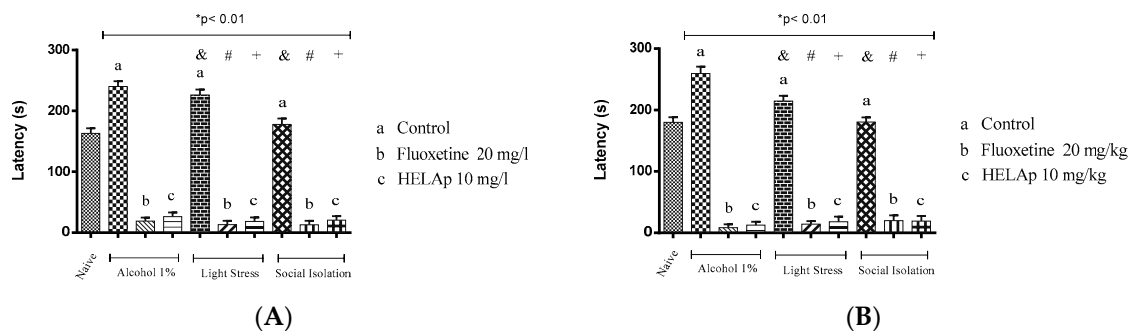 *p< 0.01
300
200
100
0
Latency (s)
a
b
c
& # +
a
b
c
& # +
a
b
c
Naive
Alcohol 1%
Light Stress
Social Isolation
a Control
b Fluoxetine 20 mg/l
c HELAp 10 mg/l
(A)
*p< 0.01
300
200
100
0
Latency (s)
a
b
c
& # +
a
b
c
& # +
a
b
c
Naive
Alcohol 1%
Light Stress
Social Isolation
a Control
b Fluoxetine 20 mg/kg
c HELAp 10 mg/kg
(B)